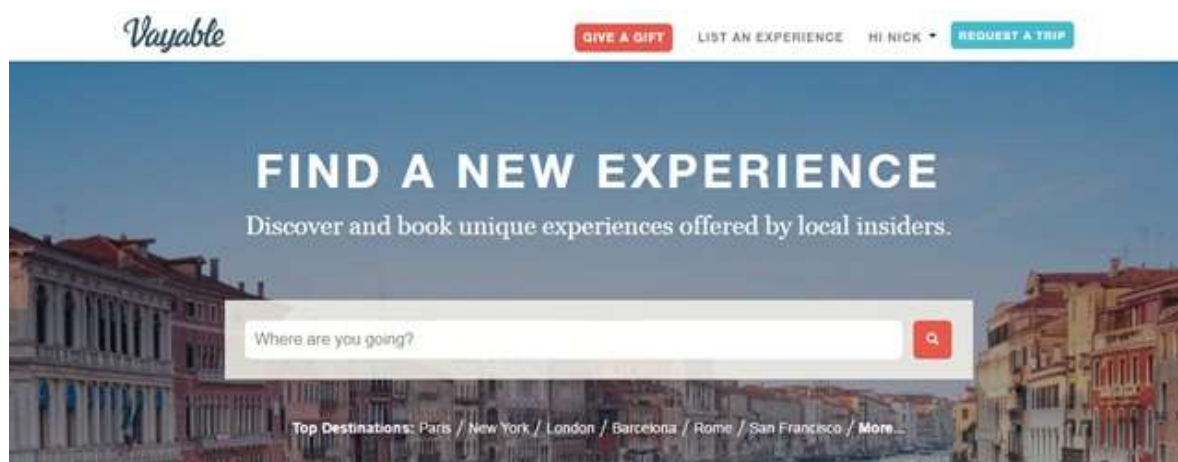 Vayable
GIVE A GIFT LIST AN EXPERIENCE HI NICK REQUEST A TRIP
FIND A NEW EXPERIENCE
Discover and book unique experiences offered by local insiders.
Where are you going?
Top Destinations: Paris / New York / London / Barcelona / Rome / San Francisco / More...